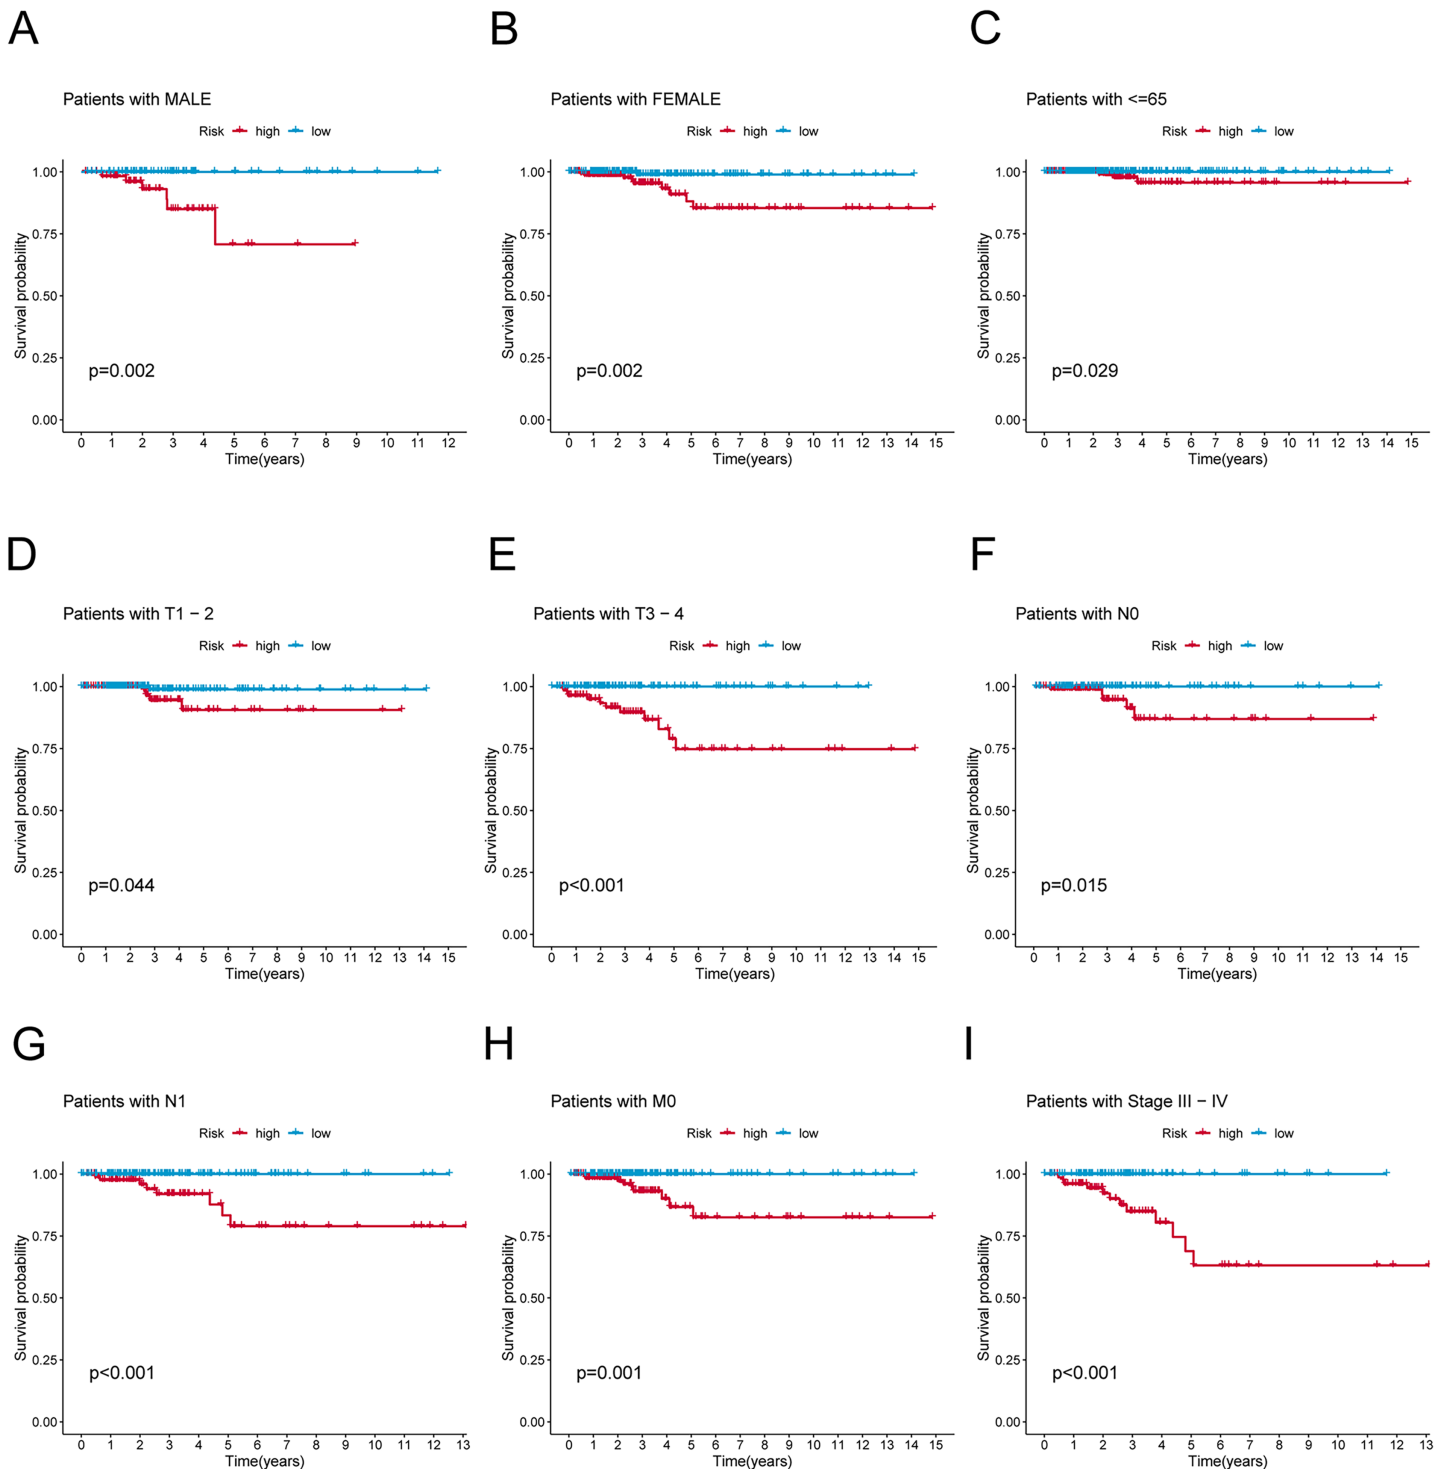 A
B
C
Patients with MALE
Patients with FEMALE
Patients with <=65
Risk high low
Risk high low
Risk high low
Survival probability
1.00
0.75
0.50
0.25
0.00
p=0.002
0 1 2 3 4 5 6 7 8 9 10 11 12
Time(years)
Survival probability
1.00
0.75
0.50
0.25
0.00
p=0.002
0 1 2 3 4 5 6 7 8 9 10 11 12 13 14 15
Time(years)
Survival probability
1.00
0.75
0.50
0.25
0.00
p=0.029
0 1 2 3 4 5 6 7 8 9 10 11 12 13 14 15
Time(years)
D
E
F
Patients with T1 − 2
Patients with T3 − 4
Patients with N0
Risk high low
Risk high low
Risk high low
Survival probability
1.00
0.75
0.50
0.25
0.00
p=0.044
0 1 2 3 4 5 6 7 8 9 10 11 12 13 14 15
Time(years)
Survival probability
1.00
0.75
0.50
0.25
0.00
p<0.001
0 1 2 3 4 5 6 7 8 9 10 11 12 13 14 15
Time(years)
Survival probability
1.00
0.75
0.50
0.25
0.00
p=0.015
0 1 2 3 4 5 6 7 8 9 10 11 12 13 14 15
Time(years)
G
H
I
Patients with N1
Patients with M0
Patients with Stage III − IV
Risk high low
Risk high low
Risk high low
Survival probability
1.00
0.75
0.50
0.25
0.00
p<0.001
0 1 2 3 4 5 6 7 8 9 10 11 12 13
Time(years)
Survival probability
1.00
0.75
0.50
0.25
0.00
p=0.001
0 1 2 3 4 5 6 7 8 9 10 11 12 13 14 15
Time(years)
Survival probability
1.00
0.75
0.50
0.25
0.00
p<0.001
0 1 2 3 4 5 6 7 8 9 10 11 12 13
Time(years)